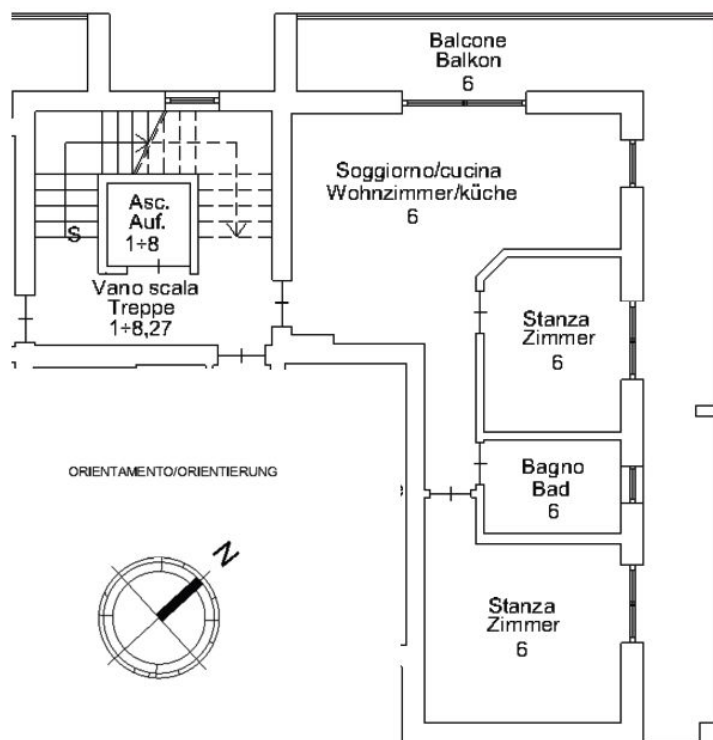 Balcone
Balkon
6
Soggiorno/cucina
Wohnzimmer/küche
6
Asc.
Auf.
1÷8
S
Vano scala
Treppe
1÷8,27
Stanza
Zimmer
6
Bagno
Bad
6
Stanza
Zimmer
6
ORIENTAMENTO/ORIENTIERUNG
N